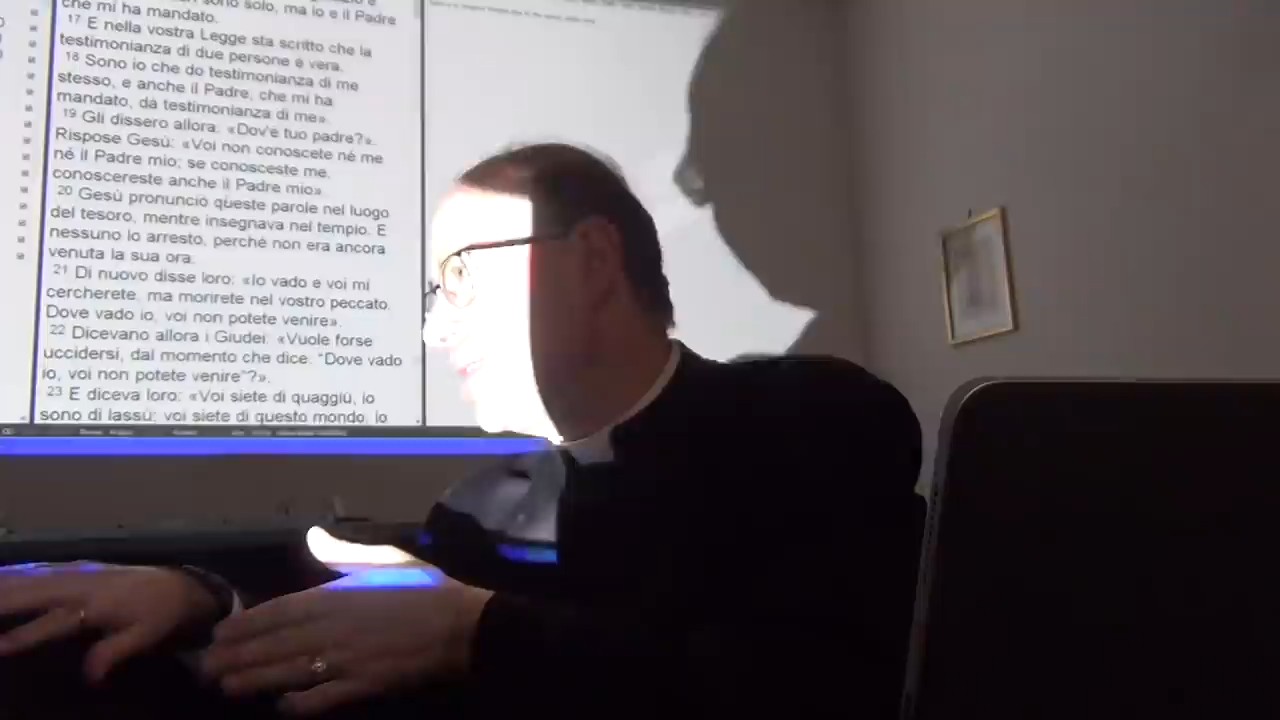 solo, ma io e il Padre
che mi ha mandato.
17 E nella vostra Legge sta scritto che la
testimonianza di due persone è vera.
18 Sono io che do testimonianza di me
stesso, e anche il Padre, che mi ha
mandato, dà testimonianza di me».
19 Gli dissero allora: «Dov'è tuo padre?».
Rispose Gesù: «Voi non conoscete né me
né il Padre mio; se conosceste me,
conoscereste anche il Padre mio».
20 Gesù pronunciò queste parole nel luogo
del tesoro, mentre insegnava nel tempio. E
nessuno lo arrestò, perché non era ancora
venuta la sua ora.
21 Di nuovo disse loro: «Io vado e voi mi
cercherete, ma morirete nel vostro peccato.
Dove vado io, voi non potete venire».
22 Dicevano allora i Giudei: «Vuole forse
uccidersi, dal momento che dice: "Dove vado
io, voi non potete venire"?».
23 E diceva loro: «Voi siete di quaggiù, io
sono di lassù; voi siete di questo mondo, io